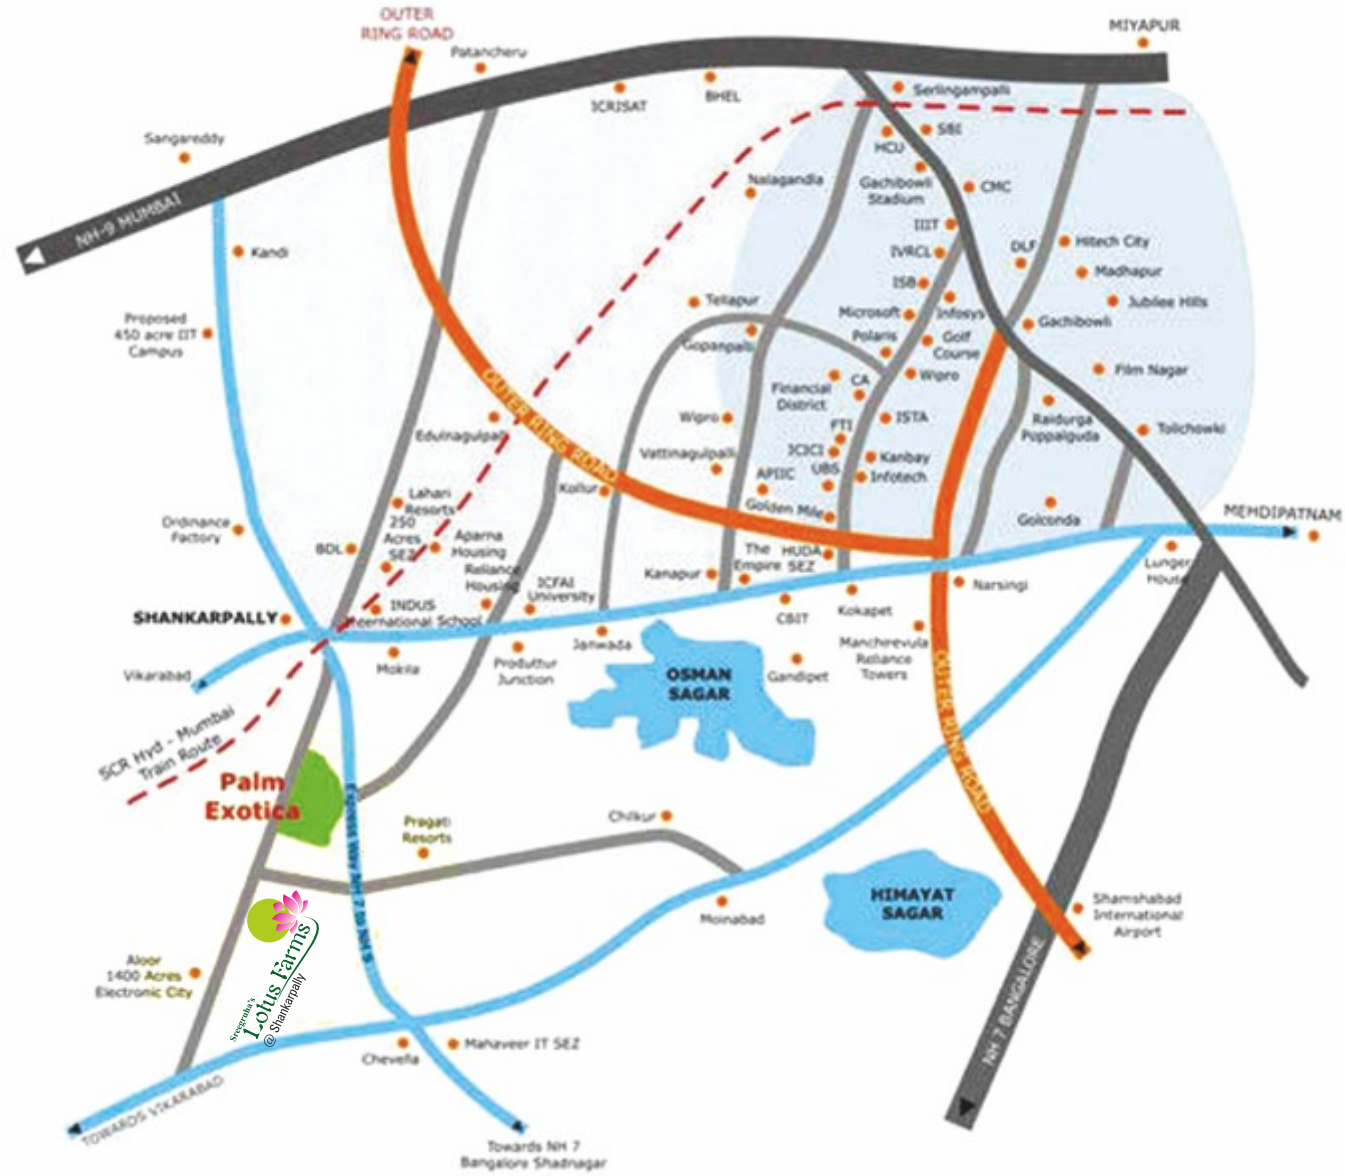 OUTER
RING ROAD
MIYAPUR
Patancheru
ICRISAT
BHEL
Serlingampalli
Sangareddy
SBI
HCU
NH-9 MUMBAI
Nalagandla
Gachibowli
Stadium
CMC
IIIT
Kandi
IVRCL
DLF
Hitech City
Madhapur
ISB
Jubilee Hills
Tellapur
Microsoft
Infosys
Gachibowli
Proposed
450 acre IIT
Campus
Gopanpalli
Polaris
Golf
Course
Wipro
Film Nagar
OUTER RING ROAD
Financial
District
CA
Wipro
ISTA
Raidurga
Puppalguda
Tolichowki
FTI
Vattinagulpalli
ICICI
Kanbay
UBS
Infotech
APIIC
Kollur
Golden Mile
Lahari
Resorts
250
Acres
SEZ
Golconda
MEHDIPATNAM
Ordinance
Factory
BDL
Aparna
Housing
Reliance
Housing
The
Empire
HUDA
SEZ
Lunger
House
Kanapur
ICFAI
University
Narsingi
SHANKARPALLY
INDUS
International School
CBIT
Kokapet
Janwada
Manchirevula
Reliance
Towers
Mokila
Produttur
Junction
Vikarabad
OSMAN
SAGAR
Gandipet
OUTER RING ROAD
SCR Hyd - Mumbai
Train Route
Palm
Exotica
Express Way NH 7 to NH 9
Pragati
Resorts
Chilkur
HIMAYAT
SAGAR
Moinabad
Shamshabad
International
Airport
Sreegruha's
Lotus Farms
@ Shankarpally
Aloor
1400 Acres
Electronic City
NH 7 BANGALORE
Chevella
Mahaveer IT SEZ
TOWARDS VIKARABAD
Towards NH 7
Bangalore Shadnagar